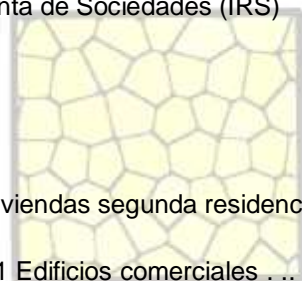 nta de Sociedades (IRS)
viendas segunda residenc
1 Edificios comerciales . ..